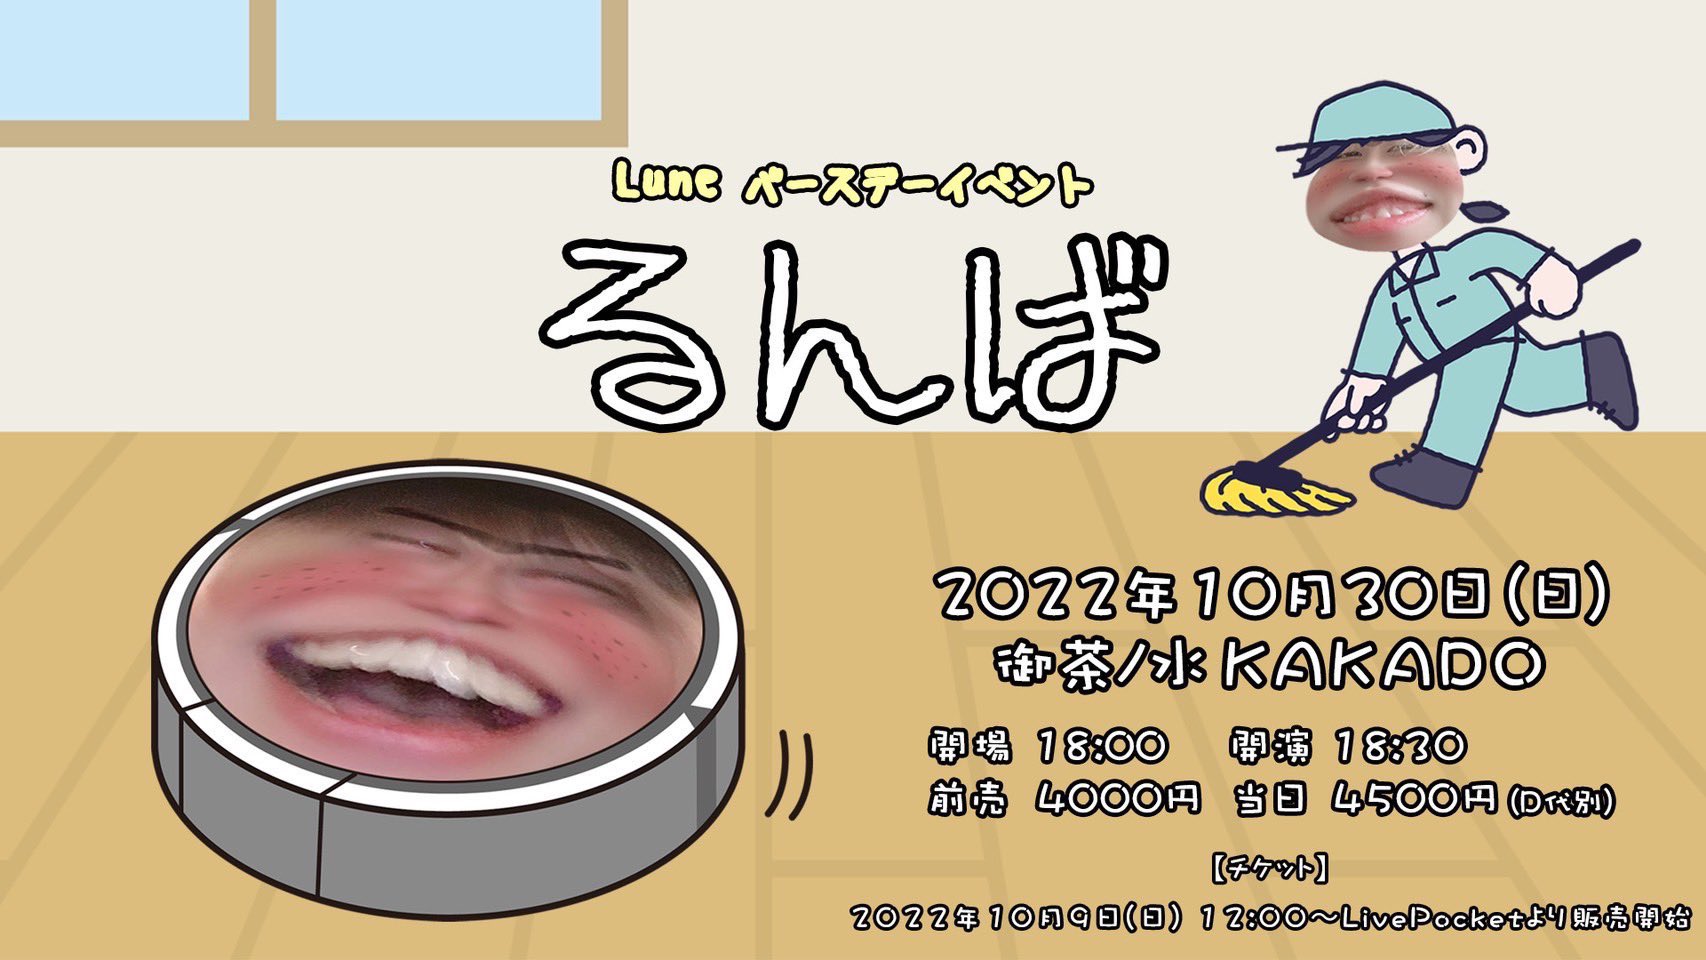 Lune バースデーイベント
るんば
2022年10月30日(日)
御茶ノ水KAKADO
開場 18:00 開演 18:30
前売 4000円 当日 4500円(D代別)
【チケット】
2022年10月9日(日) 12:00〜LivePocketより販売開始